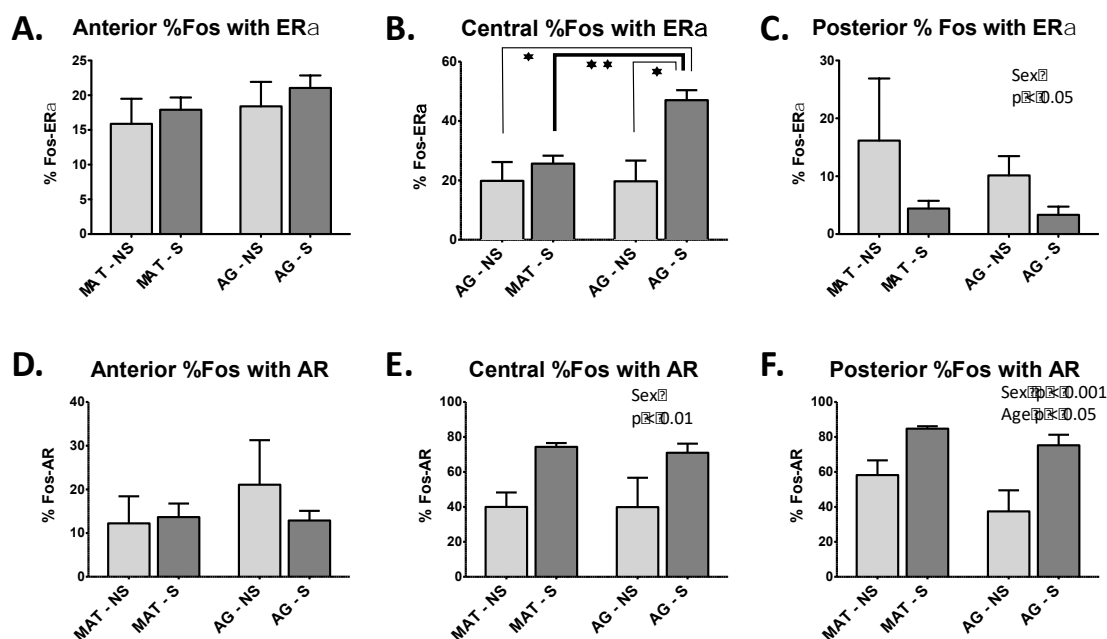 A. Anterior %Fos with ERa
% Fos-ERa
25
20
15
10
5
0
MAT - NS
MAT - S
AG - NS
AG - S
B. Central %Fos with ERa
% Fos-ERa
60
40
20
0
AG - NS
MAT - S
AG - NS
AG - S
C. Posterior % Fos with ERa
Sex
p < 0.05
% Fos-ERa
30
20
10
0
MAT - NS
MAT - S
AG - NS
AG - S
D. Anterior %Fos with AR
% Fos-AR
40
30
20
10
0
MAT - NS
MAT - S
AG - NS
AG - S
E. Central %Fos with AR
Sex
p < 0.01
% Fos-AR
100
80
60
40
20
0
MAT - NS
MAT - S
AG - NS
AG - S
F. Posterior %Fos with AR
Sex p < 0.001
Age p < 0.05
% Fos-AR
100
80
60
40
20
0
MAT - NS
MAT - S
AG - NS
AG - S